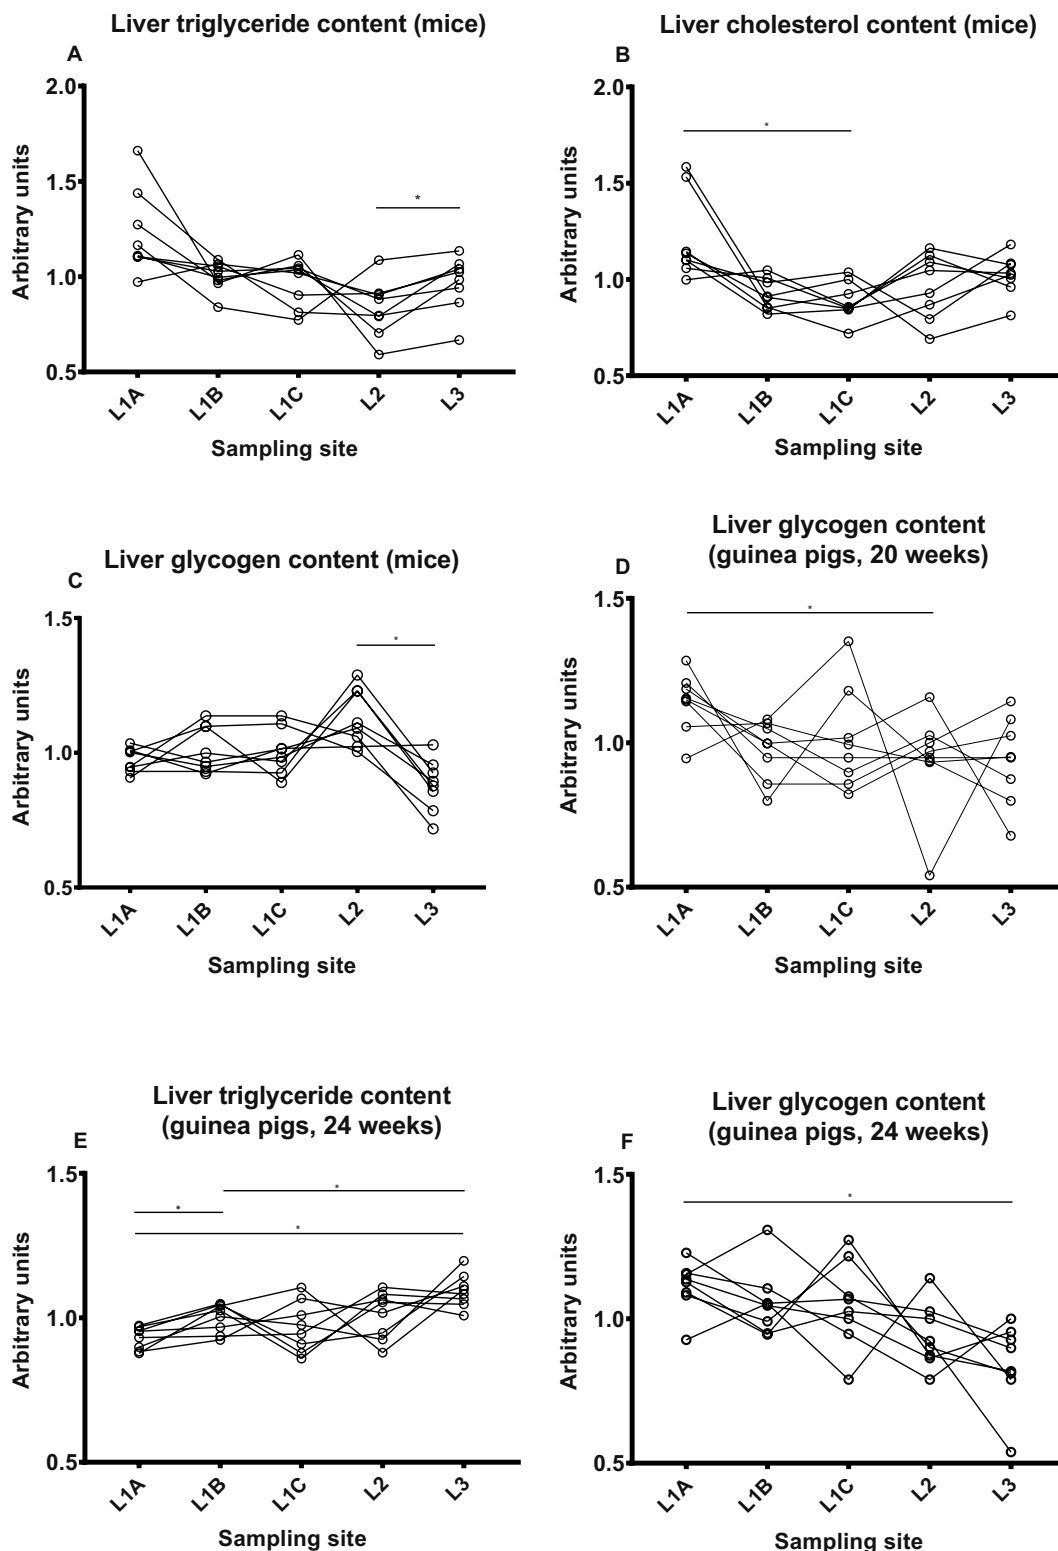 Liver triglyceride content (mice)
A
2.0
1.5
1.0
0.5
Arbitrary units
*
L1A
L1B
L1C
L2
L3
Sampling site
Liver cholesterol content (mice)
B
2.0
1.5
1.0
0.5
Arbitrary units
*
L1A
L1B
L1C
L2
L3
Sampling site
Liver glycogen content (mice)
C
1.5
1.0
0.5
Arbitrary units
*
L1A
L1B
L1C
L2
L3
Sampling site
Liver glycogen content
(guinea pigs, 20 weeks)
D
1.5
1.0
0.5
Arbitrary units
*
L1A
L1B
L1C
L2
L3
Sampling site
Liver triglyceride content
(guinea pigs, 24 weeks)
E
1.5
1.0
0.5
Arbitrary units
*
*
*
L1A
L1B
L1C
L2
L3
Sampling site
Liver glycogen content
(guinea pigs, 24 weeks)
F
1.5
1.0
0.5
Arbitrary units
*
L1A
L1B
L1C
L2
L3
Sampling site